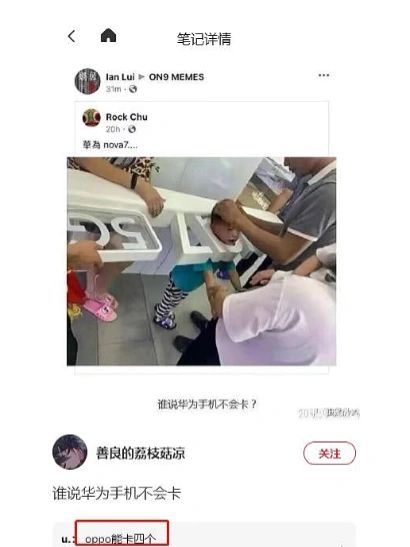 笔记详情
Ian Lui ▶ ON9 MEMES
31m ·
Rock Chu
20h ·
華為 nova7....
5G
谁说华为手机不会卡？
善良的荔枝菇凉
关注
谁说华为手机不会卡
u.: oppo能卡四个